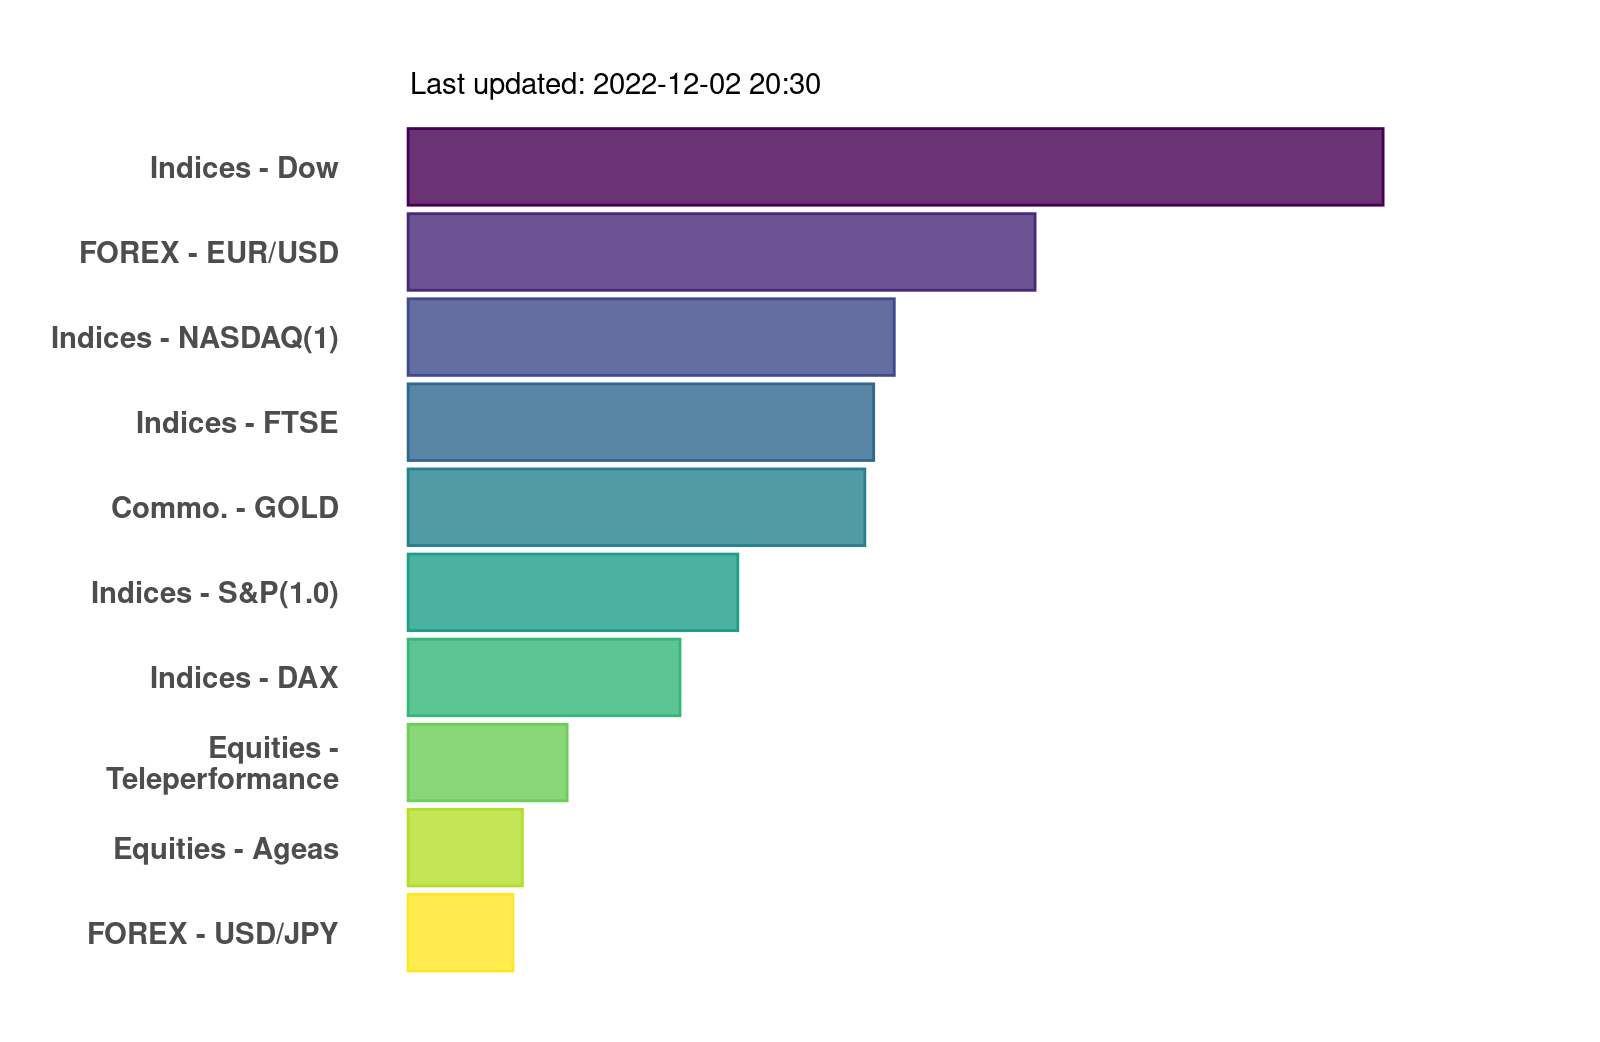 Last updated: 2022-12-02 20:30
Indices - Dow
FOREX - EUR/USD
Indices - NASDAQ(1)
Indices - FTSE
Commo. - GOLD
Indices - S&P(1.0)
Indices - DAX
Equities -
Teleperformance
Equities - Ageas
FOREX - USD/JPY